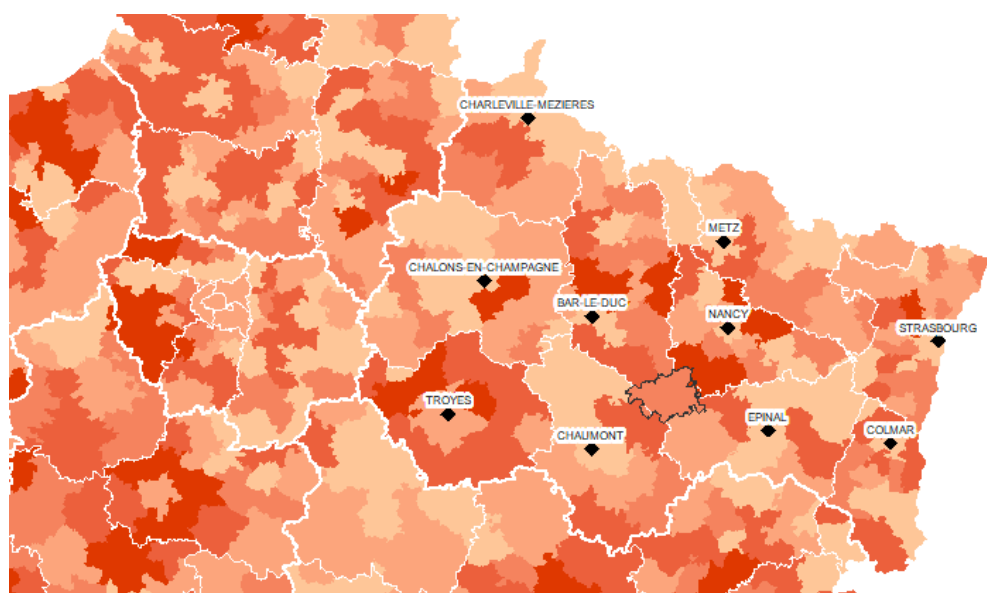 CHARLEVILLE-MEZIERES
METZ
CHALONS-EN-CHAMPAGNE
BAR-LE-DUC
NANCY
STRASBOURG
TROYES
EPINAL
COLMAR
CHAUMONT